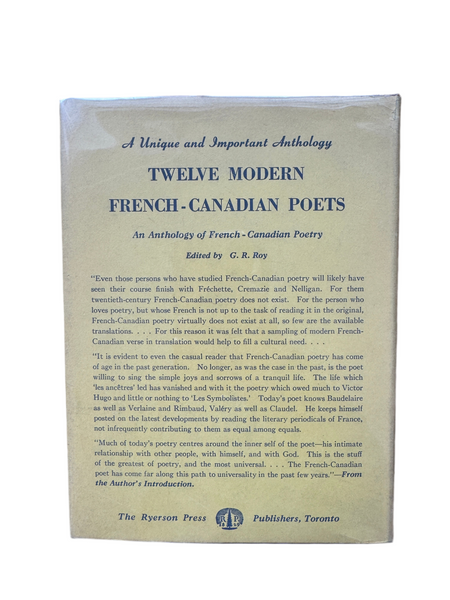 A Unique and Important Anthology
TWELVE MODERN
FRENCH-CANADIAN POETS
An Anthology of French-Canadian Poetry
Edited by G. R. Roy
"Even those persons who have studied French-Canadian poetry will likely have
seen their course finish with Fréchette, Cremazie and Nelligan. For them
twentieth-century French-Canadian poetry does not exist. For the person who
loves poetry, but whose French is not up to the task of reading it in the original,
French-Canadian poetry virtually does not exist at all, so few are the available
translations. . . . For this reason it was felt that a sampling of modern French-
Canadian verse in translation would help to fill a cultural need. . . .
"It is evident to even the casual reader that French-Canadian poetry has come
of age in the past generation. No longer, as was the case in the past, is the poet
willing to sing the simple joys and sorrows of a tranquil life. The life which
'les ancêtres' led has vanished and with it the poetry which owed much to Victor
Hugo and little or nothing to 'Les Symbolistes.' Today's poet knows Baudelaire
as well as Verlaine and Rimbaud, Valéry as well as Claudel. He keeps himself
posted on the latest developments by reading the literary periodicals of France,
not infrequently contributing to them as equal among equals.
"Much of today's poetry centres around the inner self of the poet—his intimate
relationship with other people, with himself, and with God. This is the stuff
of the greatest of poetry, and the most universal. . . . The French-Canadian
poet has come far along this path to universality in the past few years."—From
the Author's Introduction.
The Ryerson Press Publishers, Toronto